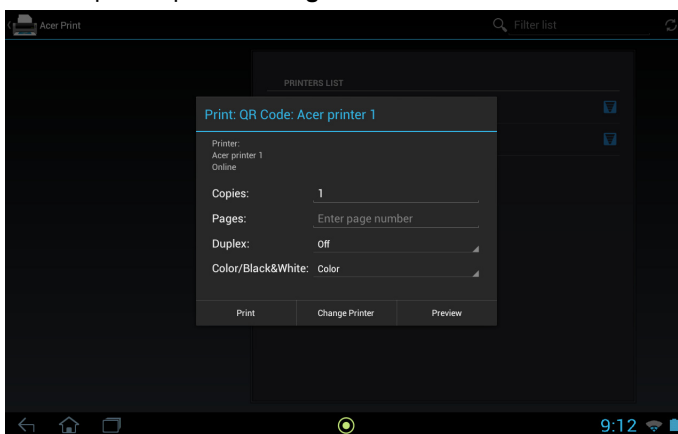 Acer Print
Filter list
PRINTERS LIST
Print: QR Code: Acer printer 1
Printer:
Acer printer 1
Online
Copies: 1
Pages: Enter page number
Duplex: Off
Color/Black&White: Color
Print Change Printer Preview
9:12